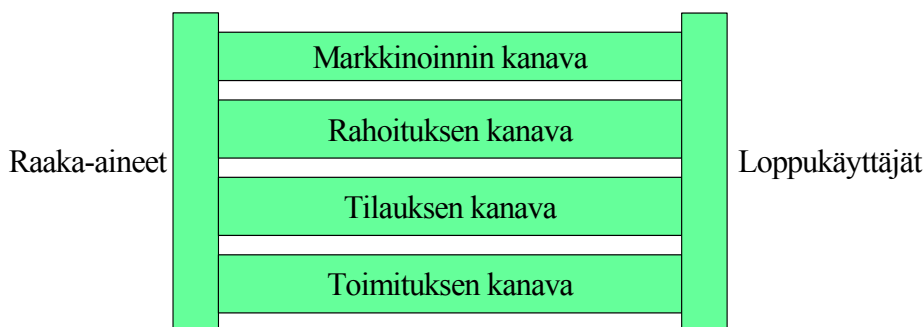 Markkinoinnin kanava
Rahoituksen kanava
Raaka-aineet
Loppukäyttäjät
Tilauksen kanava
Toimituksen kanava